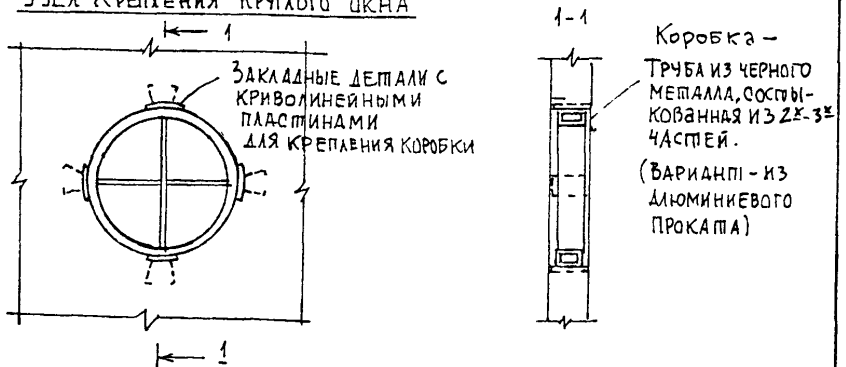 УЗЕЛ КРЕПЛЕНИЯ КРУГЛОГО ОКНА
1
ЗАКЛАДНЫЕ ДЕТАЛИ С
КРИВОЛИНЕЙНЫМИ
ПЛАСТИНАМИ
ДЛЯ КРЕПЛЕНИЯ КОРОБКИ
1
1-1
Коробка -
ТРУБА ИЗ ЧЕРНОГО
МЕТАЛЛА, СОСТЫ-
КОВАННАЯ ИЗ 2х-3х
ЧАСТЕЙ.
(ВАРИАНТ - ИЗ
АЛЮМИНИЕВОГО
ПРОКАТА)